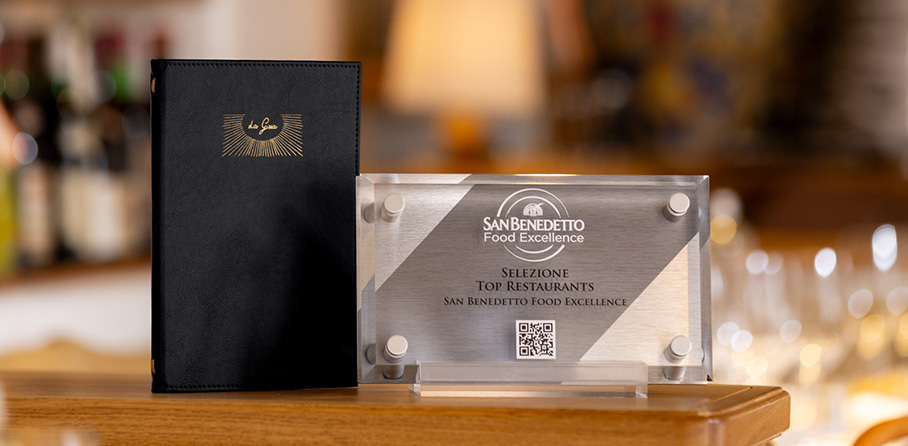 SAN BENEDETTO
Food Excellence
SELEZIONE
TOP RESTAURANTS
SAN BENEDETTO FOOD EXCELLENCE